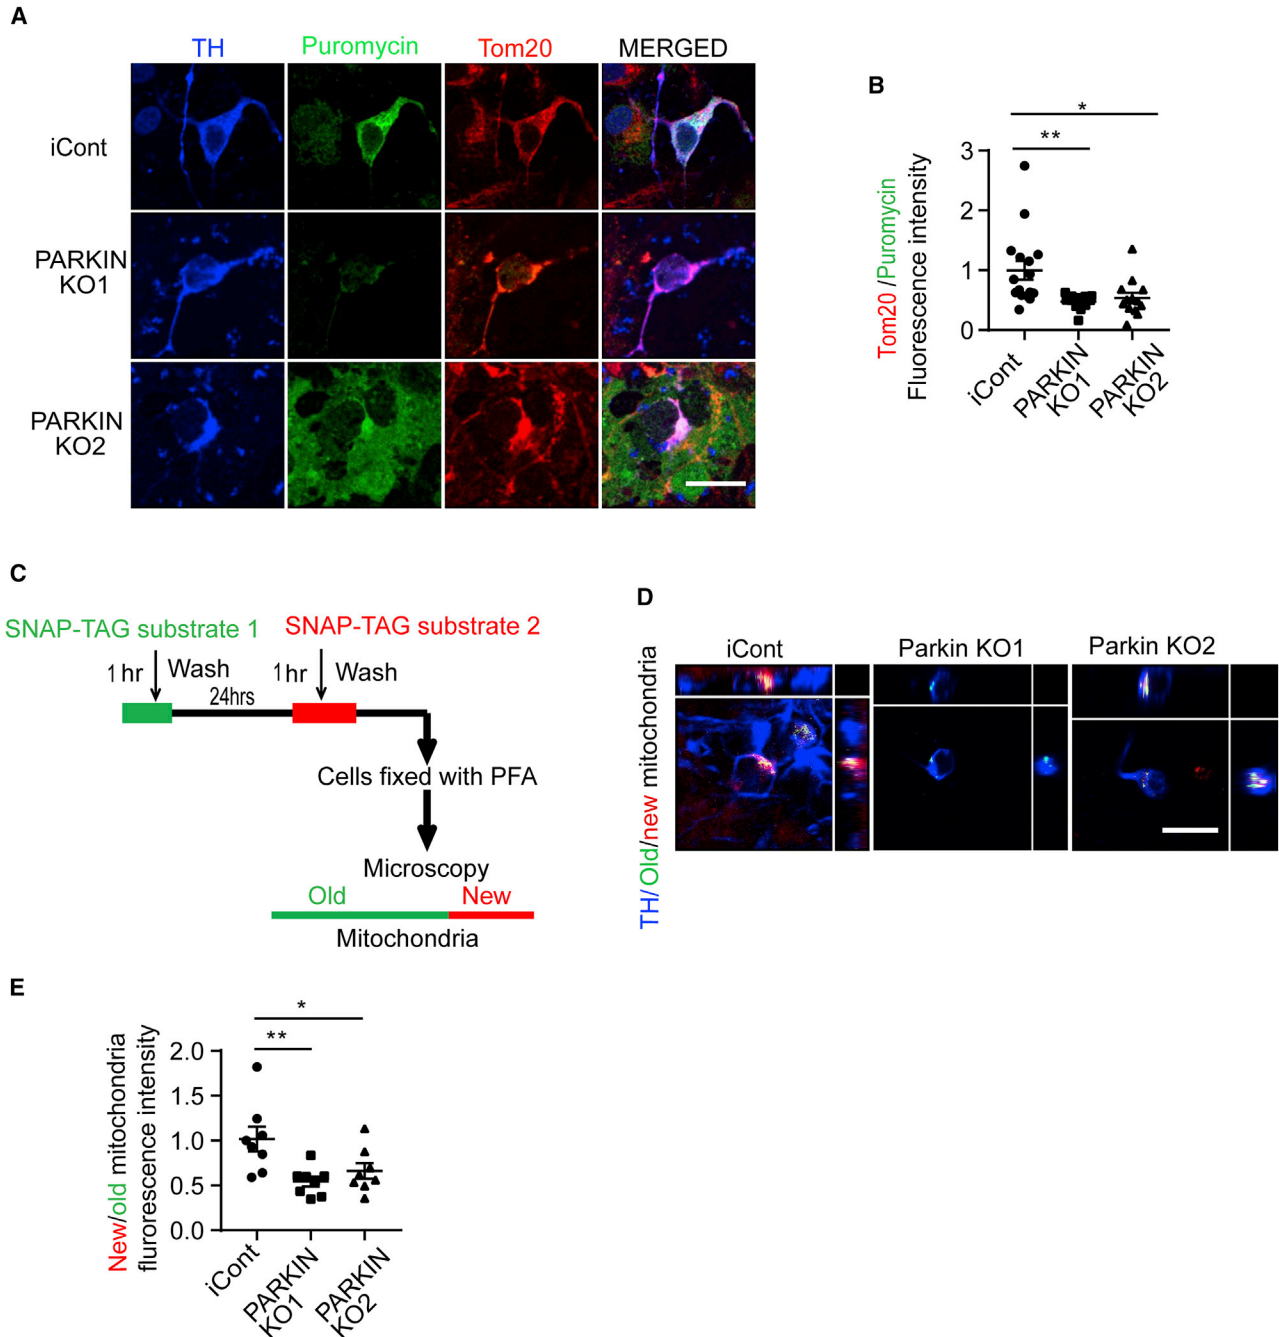 A
TH
Puromycin
Tom20
MERGED
iCont
PARKIN
KO1
PARKIN
KO2
B
*
**
3
2
1
0
Tom20 /Puromycin
Fluorescence intensity
iCont
PARKIN
KO1
PARKIN
KO2
C
SNAP-TAG substrate 1
SNAP-TAG substrate 2
1 hr
Wash
24hrs
1hr
Wash
Cells fixed with PFA
Microscopy
Old
New
Mitochondria
D
TH/Old/new mitochondria
iCont
Parkin KO1
Parkin KO2
E
*
**
New/old mitochondria
flurorescence intensity
2.0
1.5
1.0
0.5
0.0
iCont
PARKIN
KO1
PARKIN
KO2